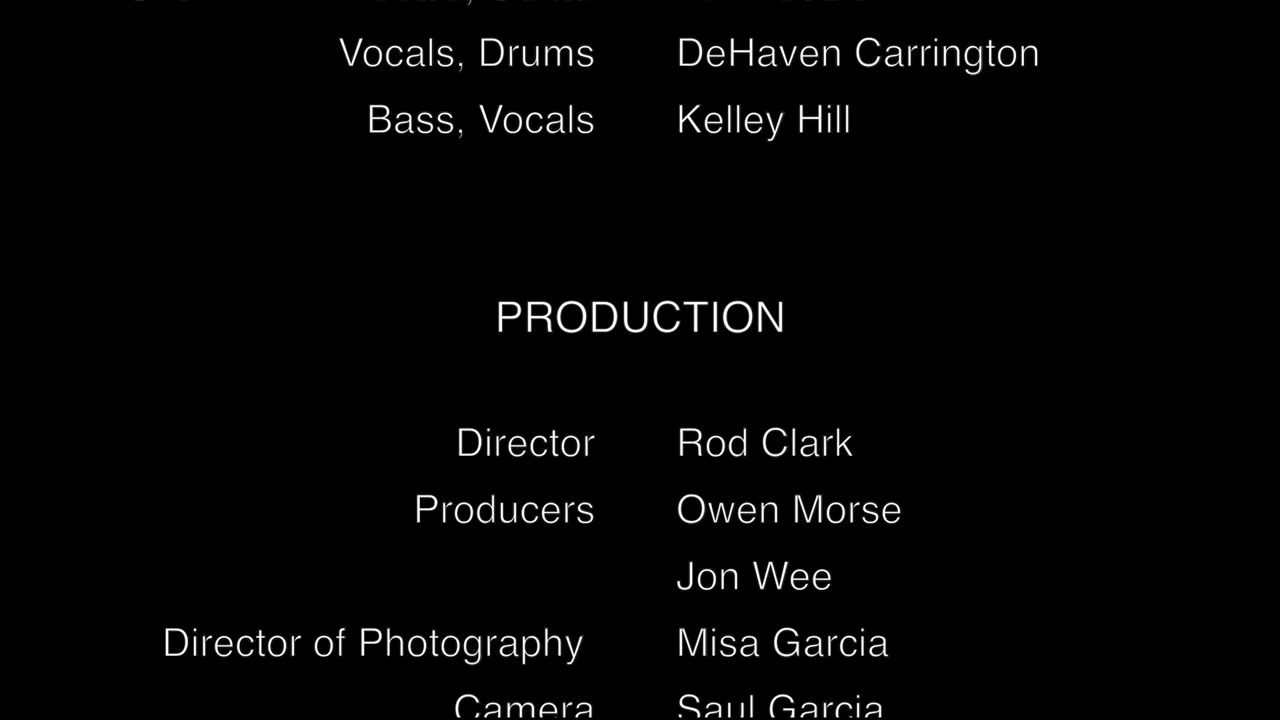 Vocals, Drums DeHaven Carrington
Bass, Vocals Kelley Hill
PRODUCTION
Director Rod Clark
Producers Owen Morse
Jon Wee
Director of Photography Misa Garcia
Camera Saul Garcia